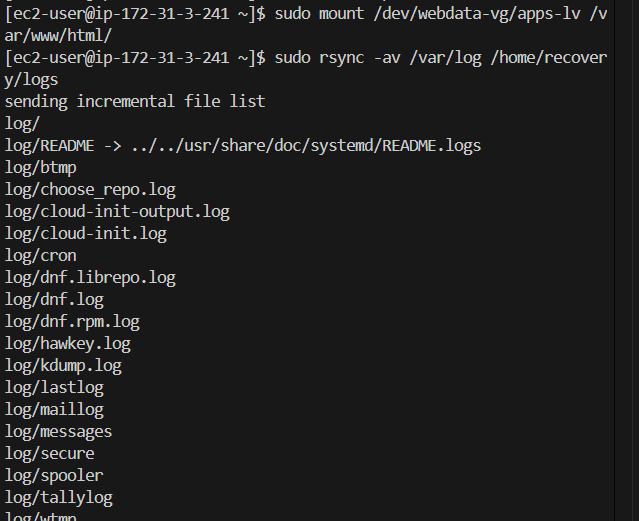 [ec2-user@ip-172-31-3-241 ~]$ sudo mount /dev/webdata-vg/apps-lv /v
ar/www/html/
[ec2-user@ip-172-31-3-241 ~]$ sudo rsync -av /var/log /home/recover
y/logs
sending incremental file list
log/
log/README -> ../../usr/share/doc/systemd/README.logs
log/btmp
log/choose_repo.log
log/cloud-init-output.log
log/cloud-init.log
log/cron
log/dnf.librepo.log
log/dnf.log
log/dnf.rpm.log
log/hawkey.log
log/kdump.log
log/lastlog
log/maillog
log/messages
log/secure
log/spooler
log/tallylog
log/wtmp